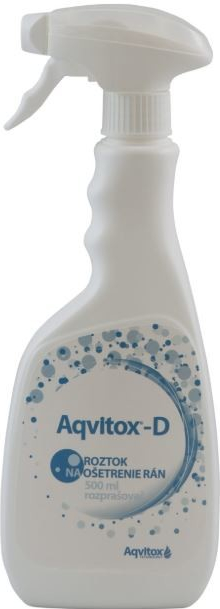 Aqvitox®-D
ROZTOK
NA OŠETRENIE RÁN
500 ml
rozprašovač
Aqvitox